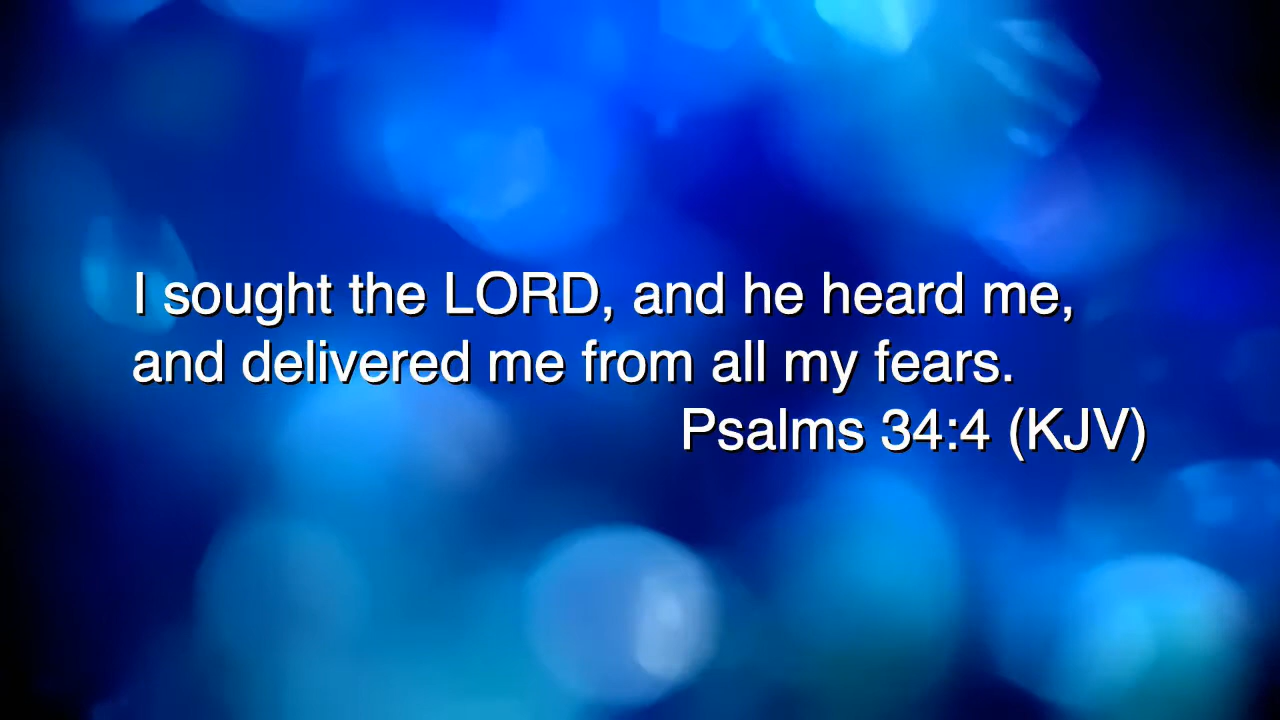 I sought the LORD, and he heard me,
and delivered me from all my fears.
Psalms 34:4 (KJV)